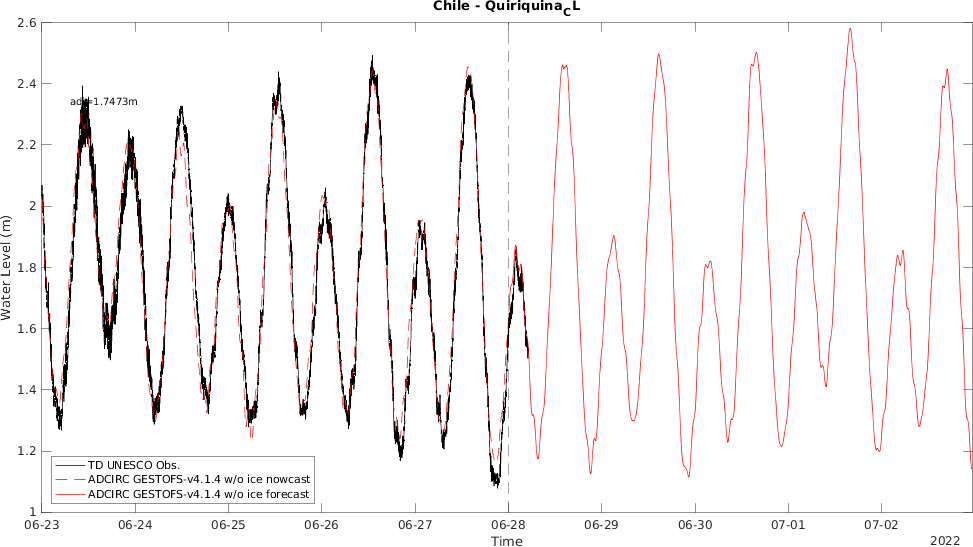 Chile - Quiriquina_CL
2.6
2.4
2.2
2
1.8
1.6
1.4
1.2
1
Water Level (m)
adj=1.7473m
TD UNESCO Obs.
ADCIRC GESTOFS-v4.1.4 w/o ice nowcast
ADCIRC GESTOFS-v4.1.4 w/o ice forecast
06-23 06-24 06-25 06-26 06-27 06-28 06-29 06-30 07-01 07-02
Time
2022